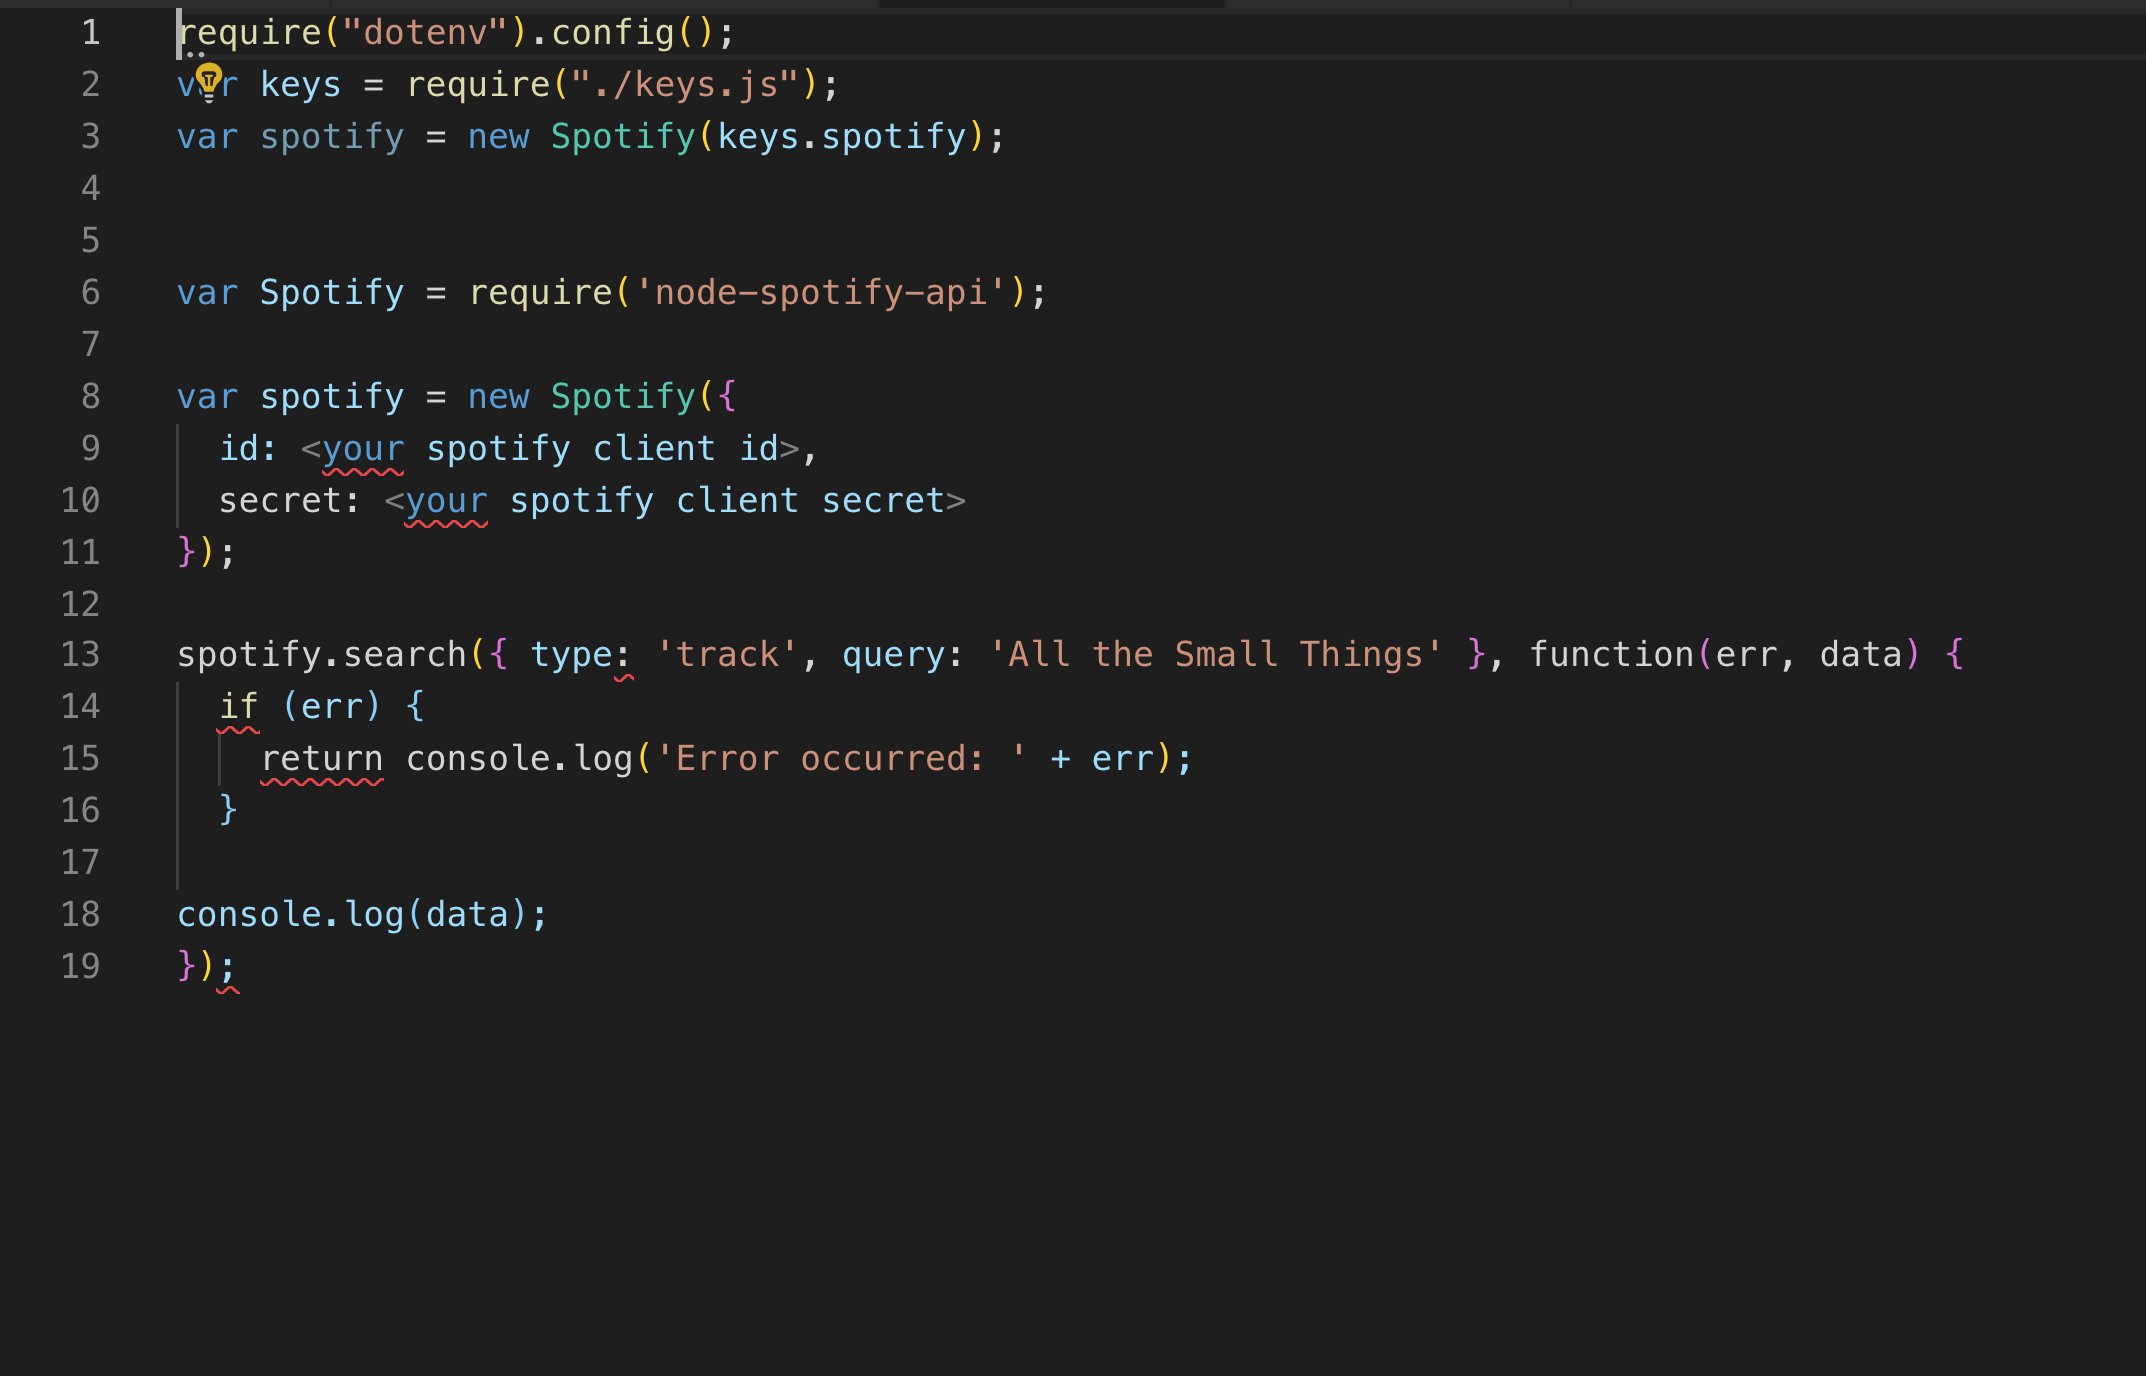 1 require("dotenv").config();
2 var keys = require("./keys.js");
3 var spotify = new Spotify(keys.spotify);
4
5
6 var Spotify = require('node-spotify-api');
7
8 var spotify = new Spotify({
9   id: <your spotify client id>,
10   secret: <your spotify client secret>
11 });
12
13 spotify.search({ type: 'track', query: 'All the Small Things' }, function(err, data) {
14   if (err) {
15     return console.log('Error occurred: ' + err);
16   }
17
18 console.log(data);
19 });